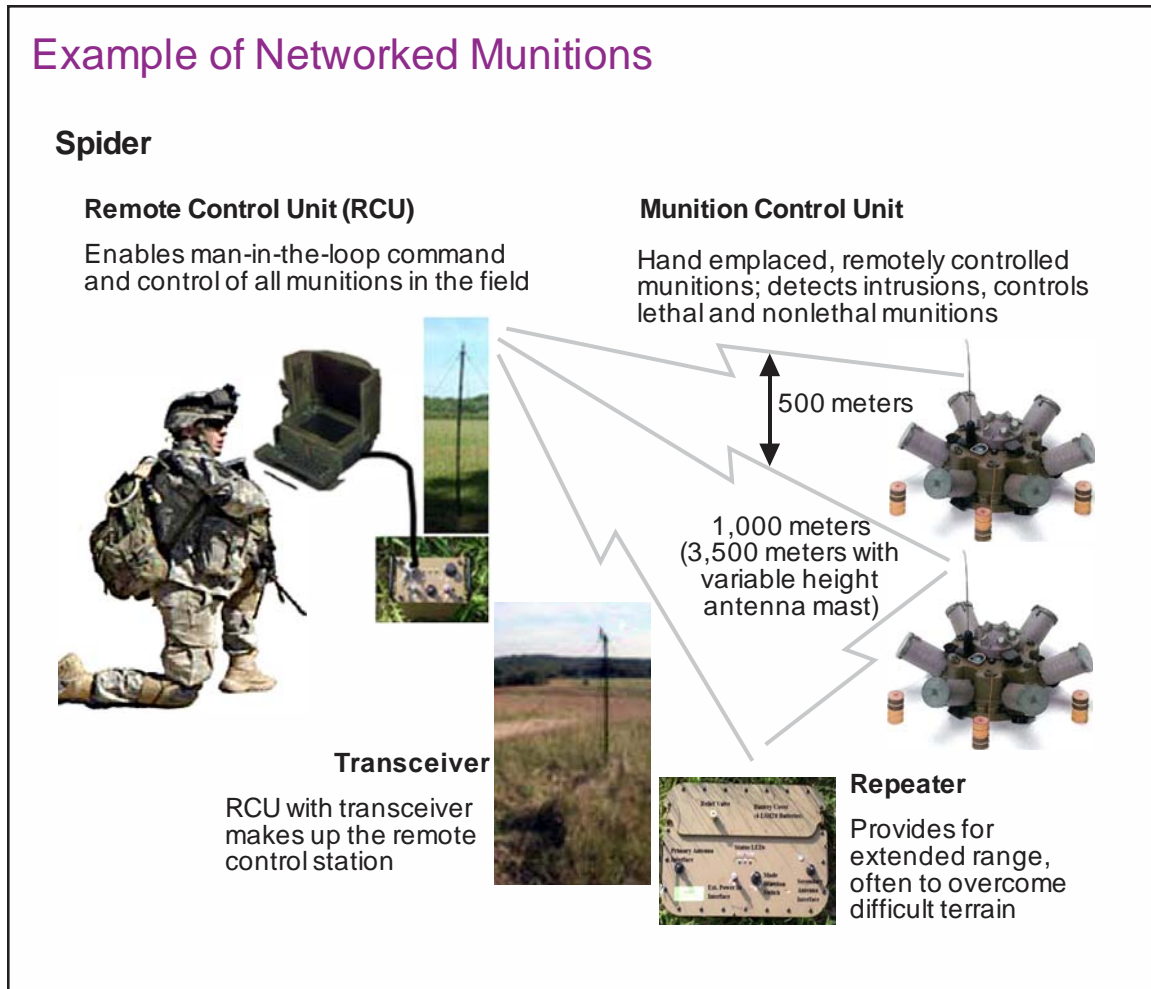 Example of Networked Munitions
Spider
Remote Control Unit (RCU)
Enables man-in-the-loop command
and control of all munitions in the field
Munition Control Unit
Hand emplaced, remotely controlled
munitions; detects intrusions, controls
lethal and nonlethal munitions
500 meters
1,000 meters
(3,500 meters with
variable height
antenna mast)
Transceiver
RCU with transceiver
makes up the remote
control station
Repeater
Provides for
extended range,
often to overcome
difficult terrain
Relief Valve
Battery Cover
Status LEDs
Primary Antenna
Interface
Ext. Power In
Interface
Mode
Switch
Secondary
Antenna
Interface